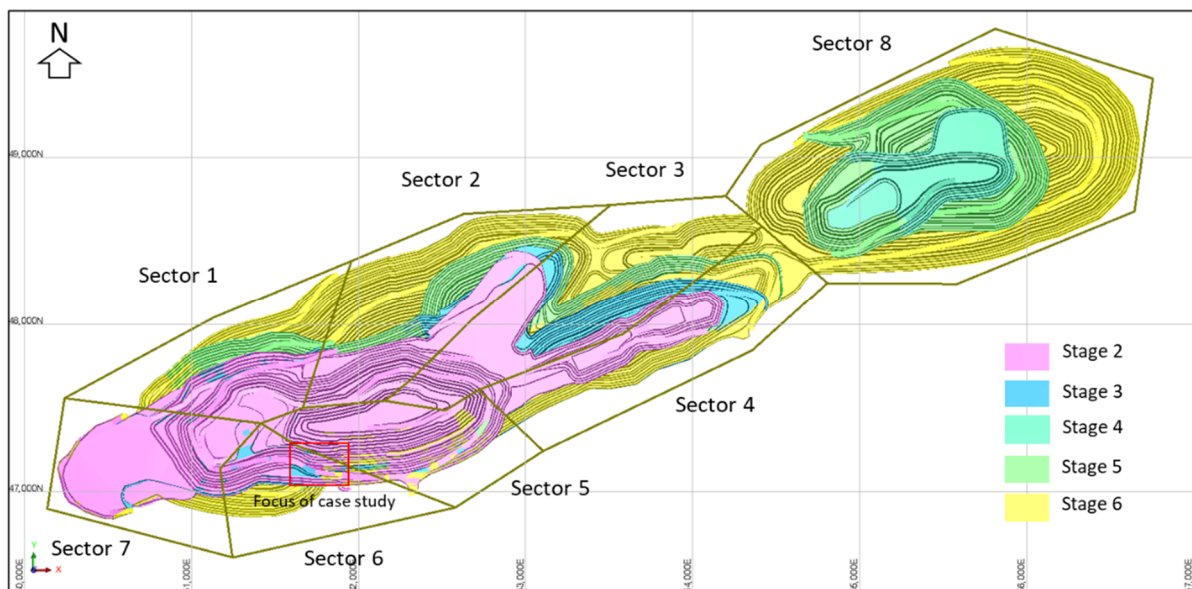 N
Sector 8
49,000N
Sector 3
Sector 2
Sector 1
48,000N
Stage 2
Stage 3
Sector 4
Stage 4
Stage 5
47,000N
Sector 5
Focus of case study
Stage 6
Sector 7
Sector 6
Y
X